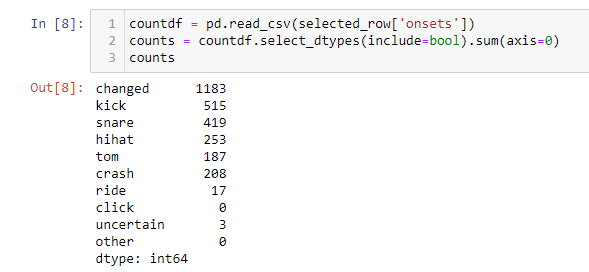 In [8]: 1 countdf = pd.read_csv(selected_row['onsets'])
2 counts = countdf.select_dtypes(include=bool).sum(axis=0)
3 counts
Out[8]: changed 1183
kick 515
snare 419
hihat 253
tom 187
crash 208
ride 17
click 0
uncertain 3
other 0
dtype: int64